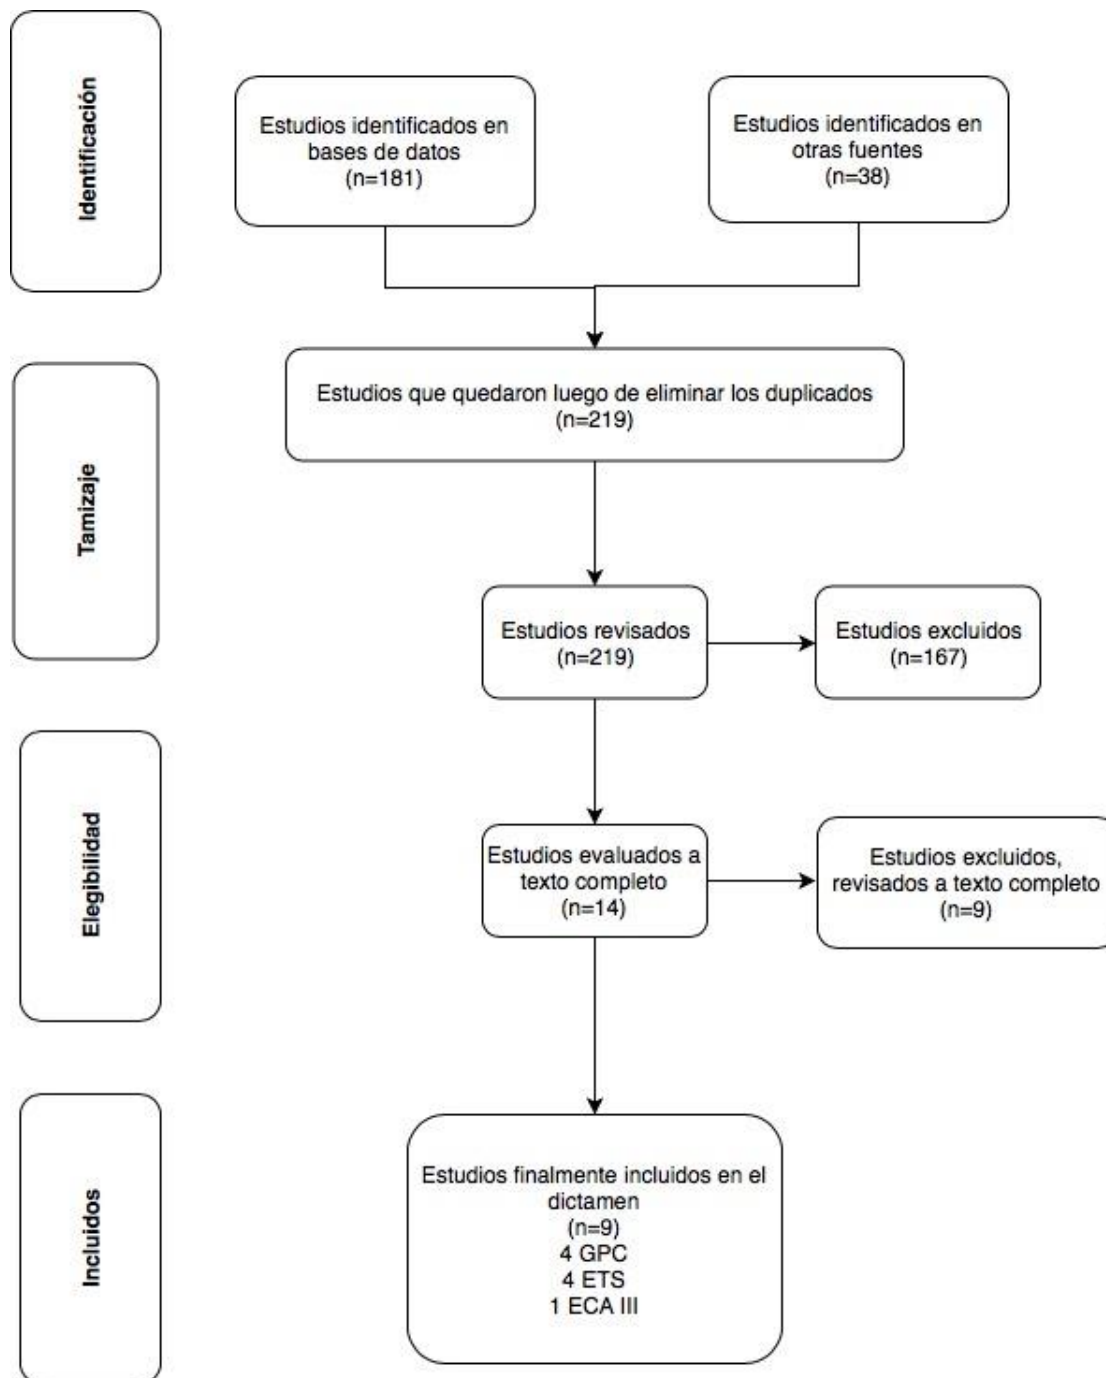 Identificación
Estudios identificados en
bases de datos
(n=181)
Estudios identificados en
otras fuentes
(n=38)
Estudios que quedaron luego de eliminar los duplicados
(n=219)
Tamizaje
Estudios revisados
(n=219)
Estudios excluidos
(n=167)
Elegibilidad
Estudios evaluados a
texto completo
(n=14)
Estudios excluidos,
revisados a texto completo
(n=9)
Incluidos
Estudios finalmente incluidos en el
dictamen
(n=9)
4 GPC
4 ETS
1 ECA III